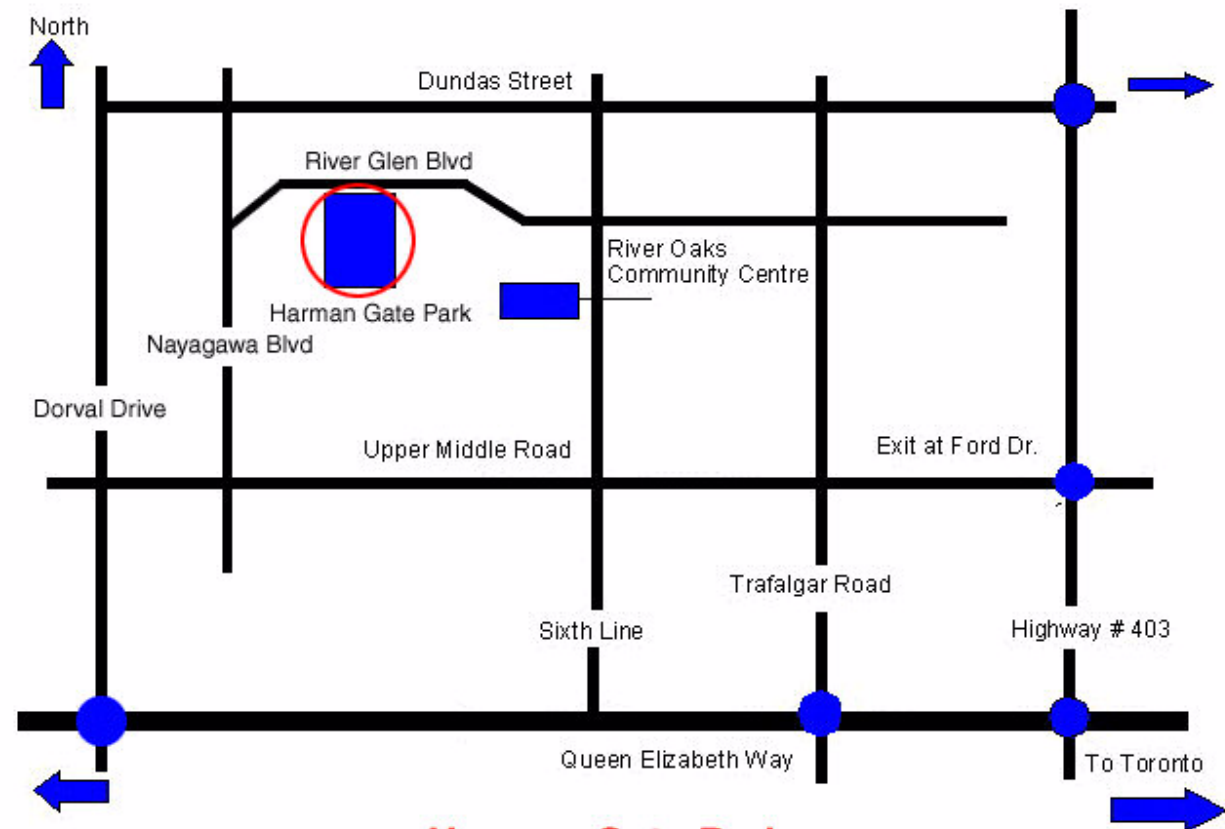 North
Dundas Street
River Glen Blvd
River Oaks
Community Centre
Harman Gate Park
Nayagawa Blvd
Dorval Drive
Upper Middle Road
Exit at Ford Dr.
Trafalgar Road
Sixth Line
Highway # 403
Queen Elizabeth Way
To Toronto